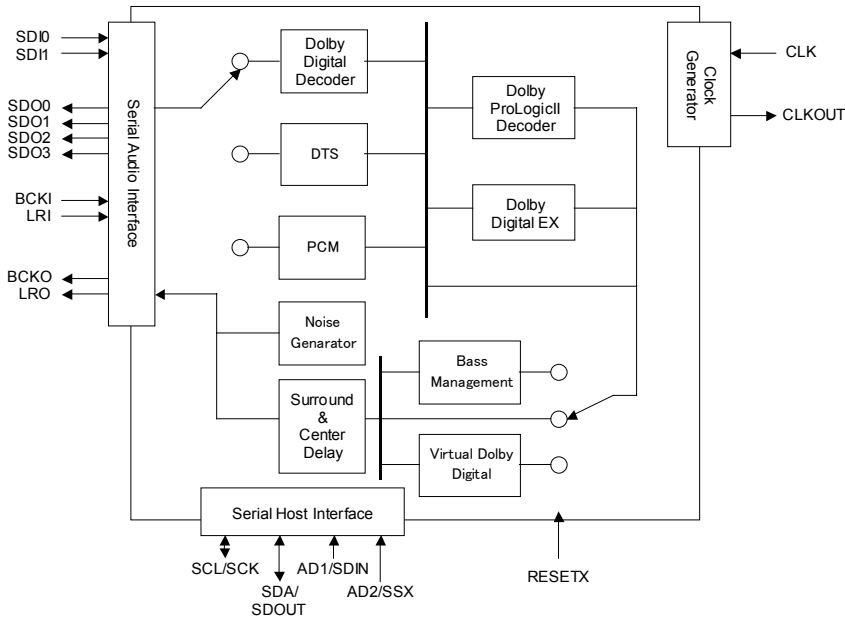 SDI0
SDI1
SDO0
SDO1
SDO2
SDO3
BCKI
LRI
BCKO
LRO
Serial Audio Interface
Dolby
Digital
Decoder
DTS
PCM
Noise
Genarator
Surround
&
Center
Delay
Dolby
ProLogicII
Decoder
Dolby
Digital EX
Bass
Management
Virtual Dolby
Digital
Clock
Generator
CLK
CLKOUT
Serial Host Interface
SCL/SCK
SDA/
SDOUT
AD1/SDIN
AD2/SSX
RESETX